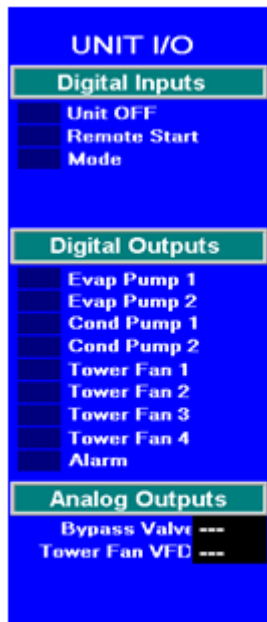 UNIT I/O
Digital Inputs
Unit OFF
Remote Start
Mode
Digital Outputs
Evap Pump 1
Evap Pump 2
Cond Pump 1
Cond Pump 2
Tower Fan 1
Tower Fan 2
Tower Fan 3
Tower Fan 4
Alarm
Analog Outputs
Bypass Valve ---
Tower Fan VFD ---